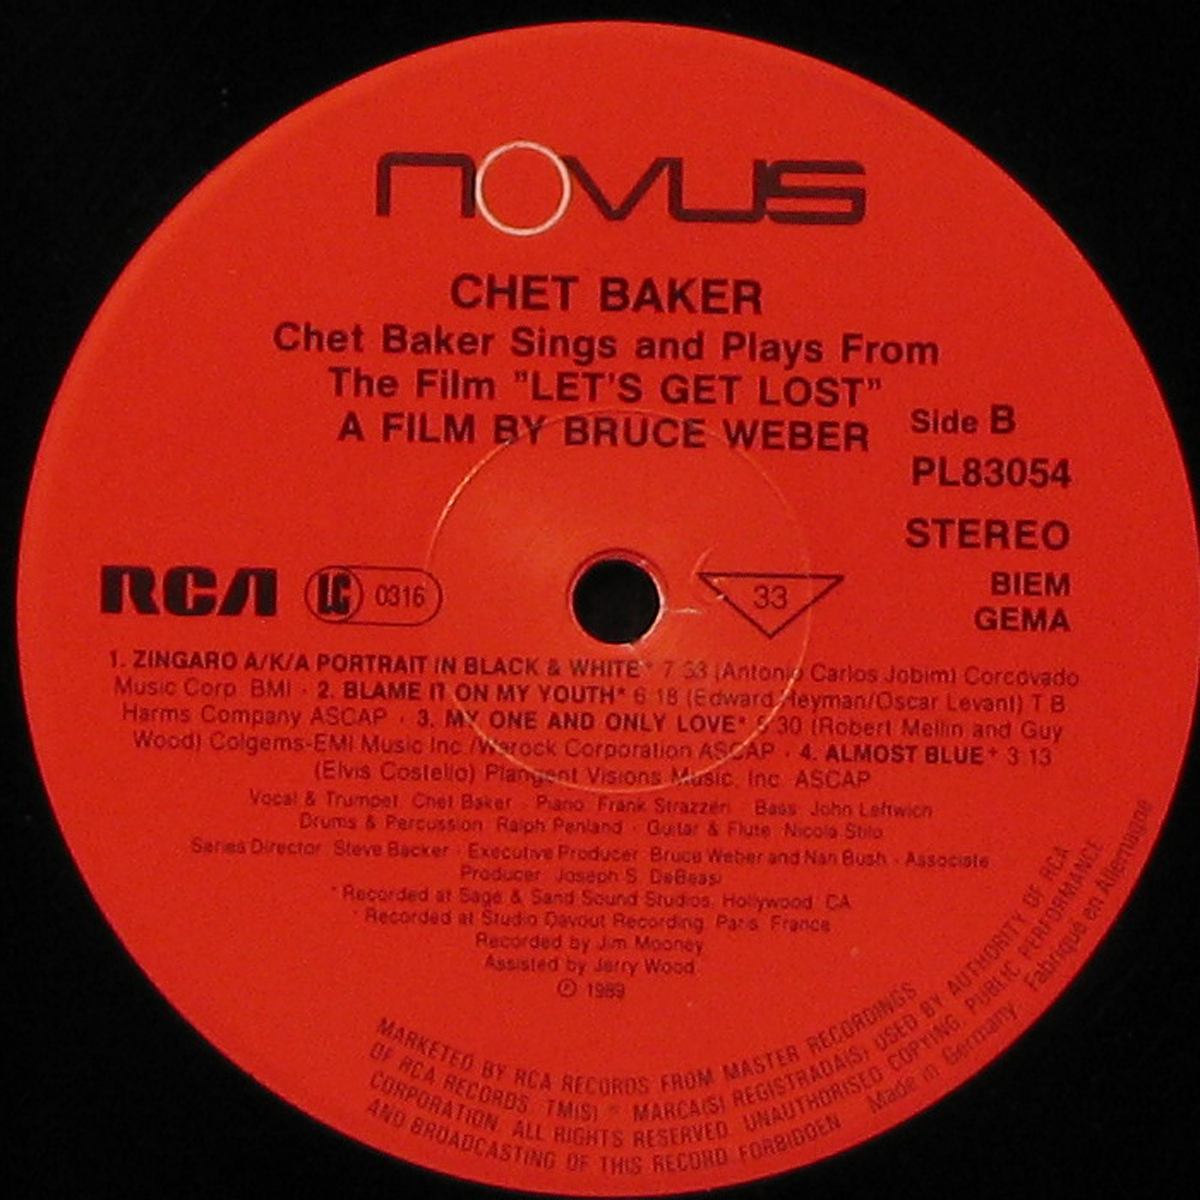 novus
CHET BAKER
Chet Baker Sings and Plays From
The Film "LET'S GET LOST"
A FILM BY BRUCE WEBER
Side B
PL83054
STEREO
BIEM
GEMA
RCA LC 0316
33
1. ZINGARO A/K/A PORTRAIT IN BLACK & WHITE* (Antonio Carlos Jobim) Corcovado
Music Corp. BMI · 2. BLAME IT ON MY YOUTH* 6 18 (Edward Heyman/Oscar Levant) T B
Harms Company ASCAP · 3. MY ONE AND ONLY LOVE* (Robert Mellin and Guy
Wood) Colgems-EMI Music Inc./Warock Corporation ASCAP · 4. ALMOST BLUE+ 3 13
(Elvis Costello) Plangent Visions Music, Inc. ASCAP
Vocal & Trumpet Chet Baker · Piano Frank Strazzeri · Bass John Leftwich
Drums & Percussion Ralph Penland · Guitar & Flute Nicola Stilo
Series Director Steve Backer · Executive Producer Bruce Weber and Nan Bush · Associate
Producer Joseph S. DeBeasi
*Recorded at Sage & Sand Sound Studios, Hollywood CA
Recorded at Studio Davout Recording Paris France
Recorded by Jim Mooney
Assisted by Jerry Wood
℗ 1989
MARKETED BY RCA RECORDS FROM MASTER RECORDINGS
OF RCA RECORDS. TM(S) ® MARCA(S) REGISTRADA(S) USED BY AUTHORITY OF RCA
CORPORATION. ALL RIGHTS RESERVED. UNAUTHORISED COPYING, PUBLIC PERFORMANCE
AND BROADCASTING OF THIS RECORD FORBIDDEN Made in Germany Fabriqué en Allemagne